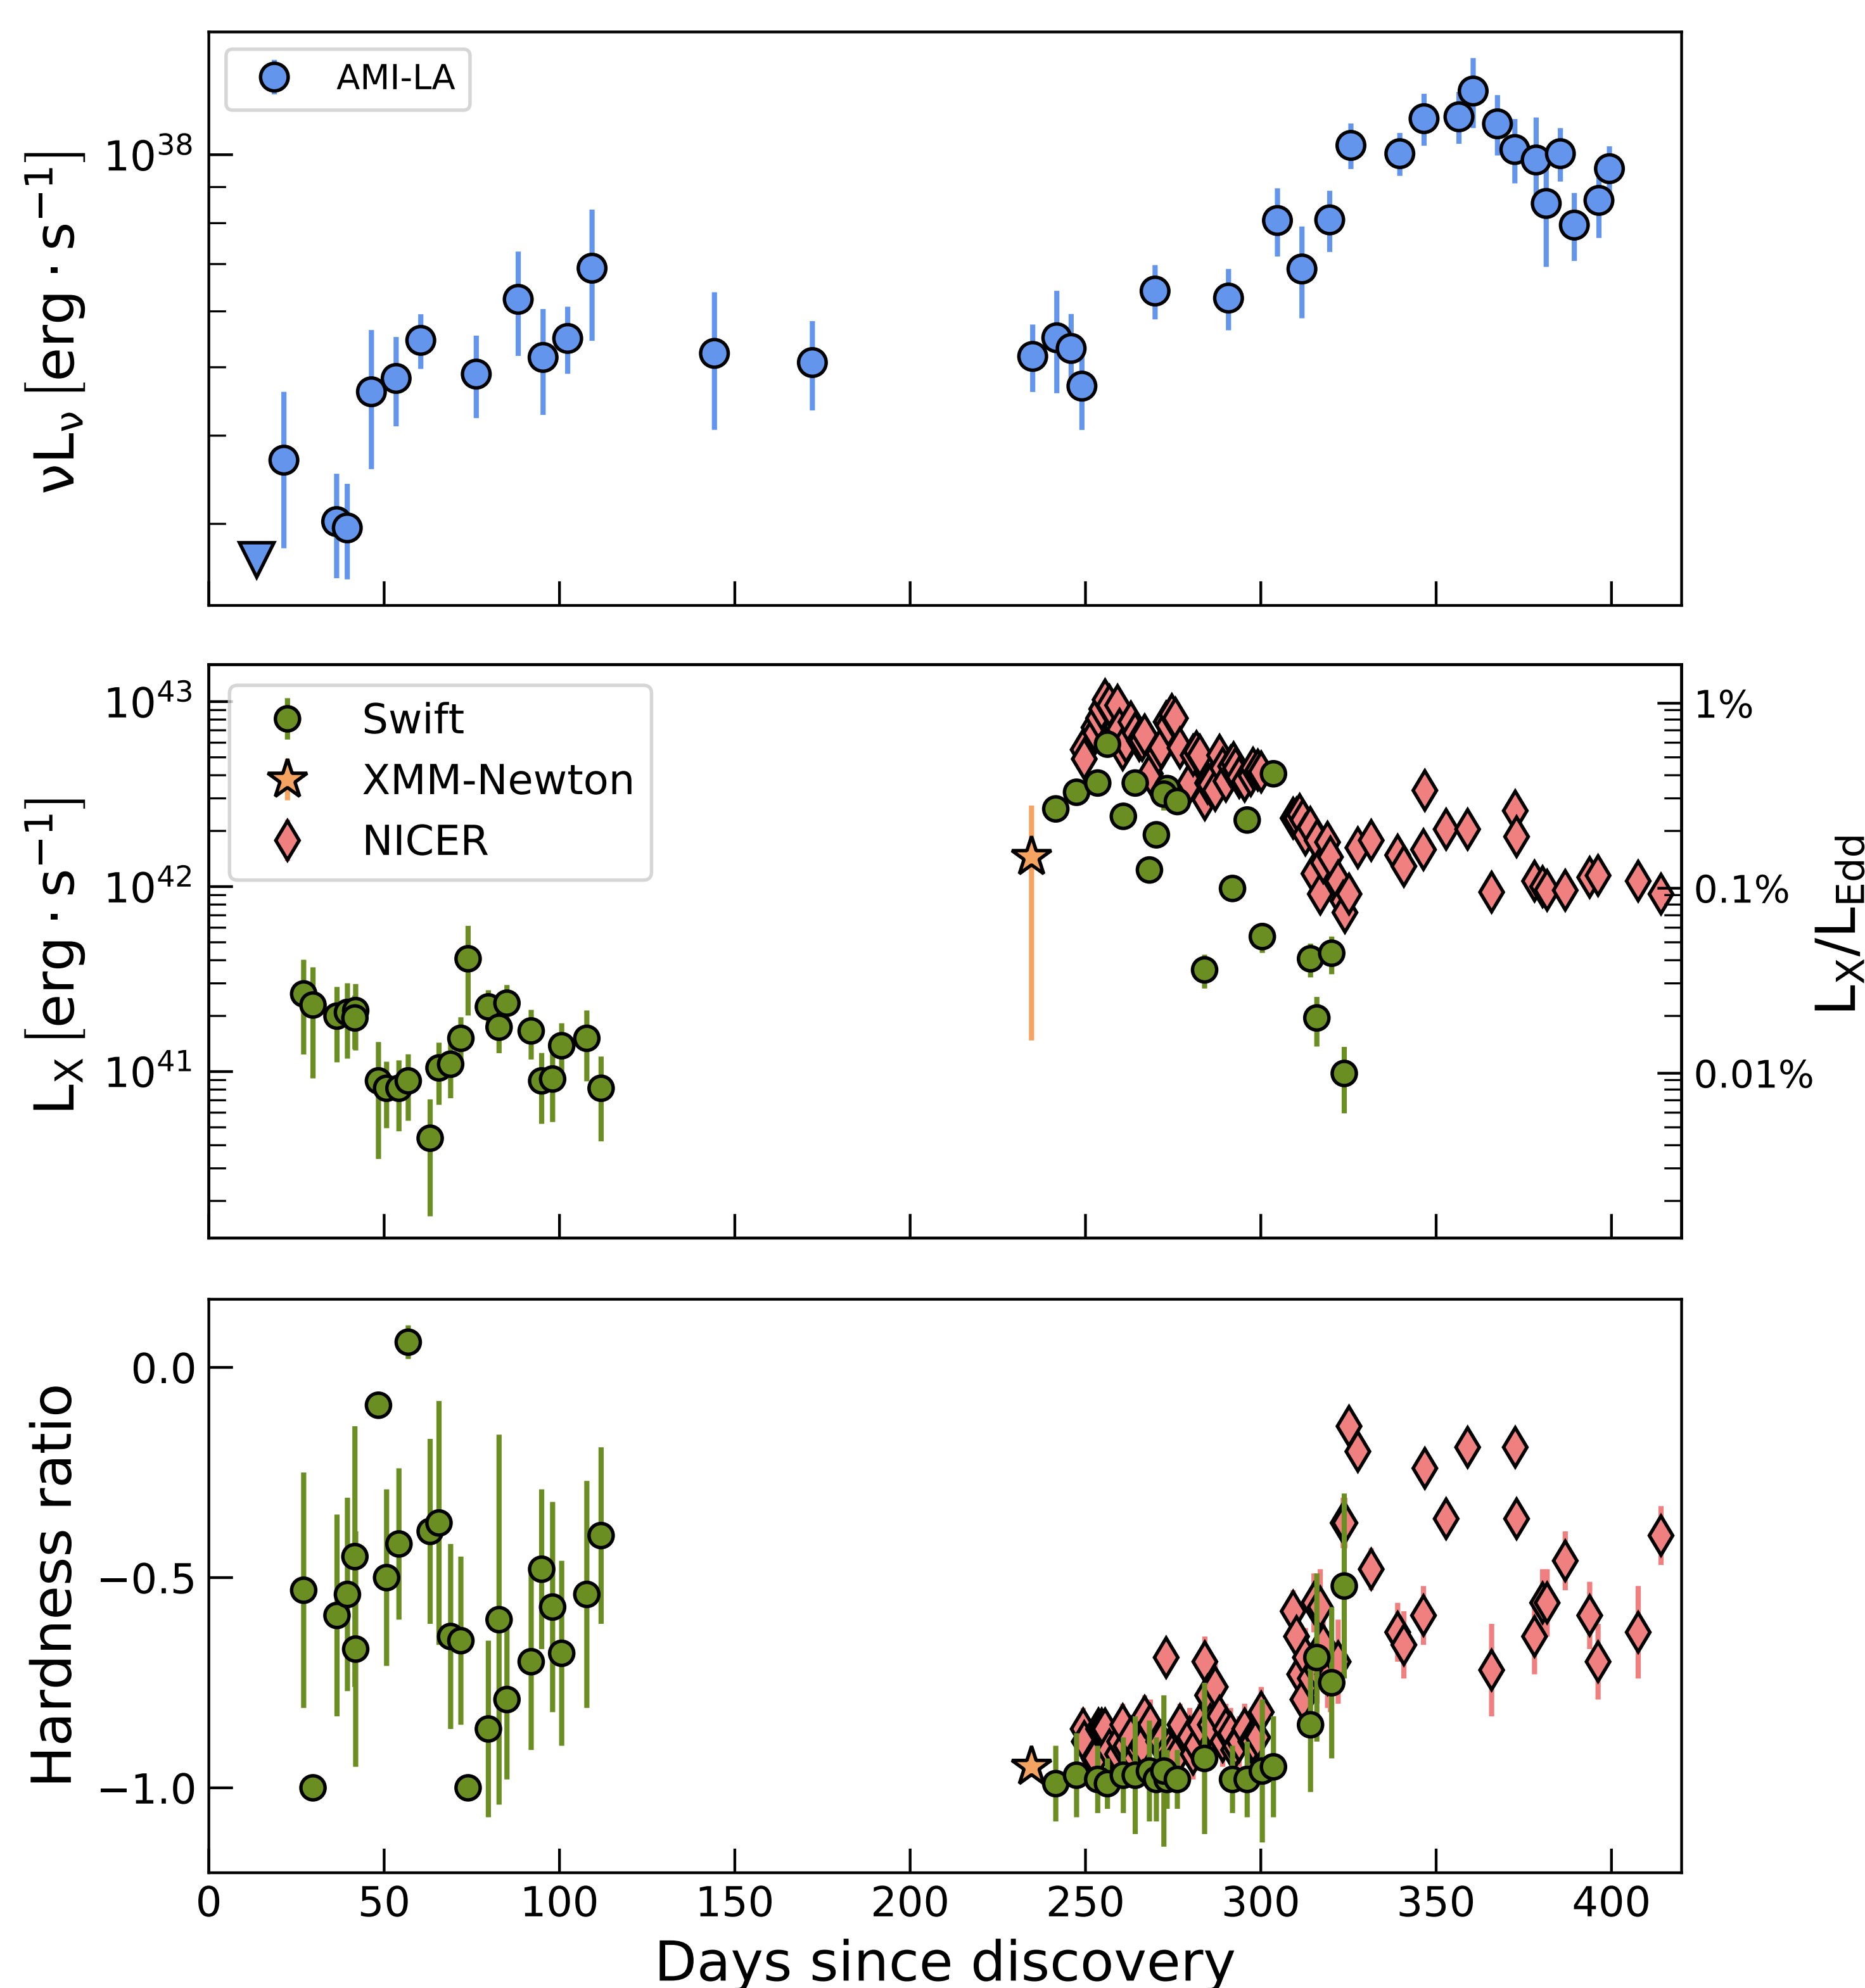 AMI-LA
10^38
νL_ν [erg · s^−1]
Swift
XMM-Newton
NICER
10^43
10^42
10^41
L_X [erg · s^−1]
1%
0.1%
0.01%
L_X/L_Edd
0.0
−0.5
−1.0
Hardness ratio
0 50 100 150 200 250 300 350 400
Days since discovery